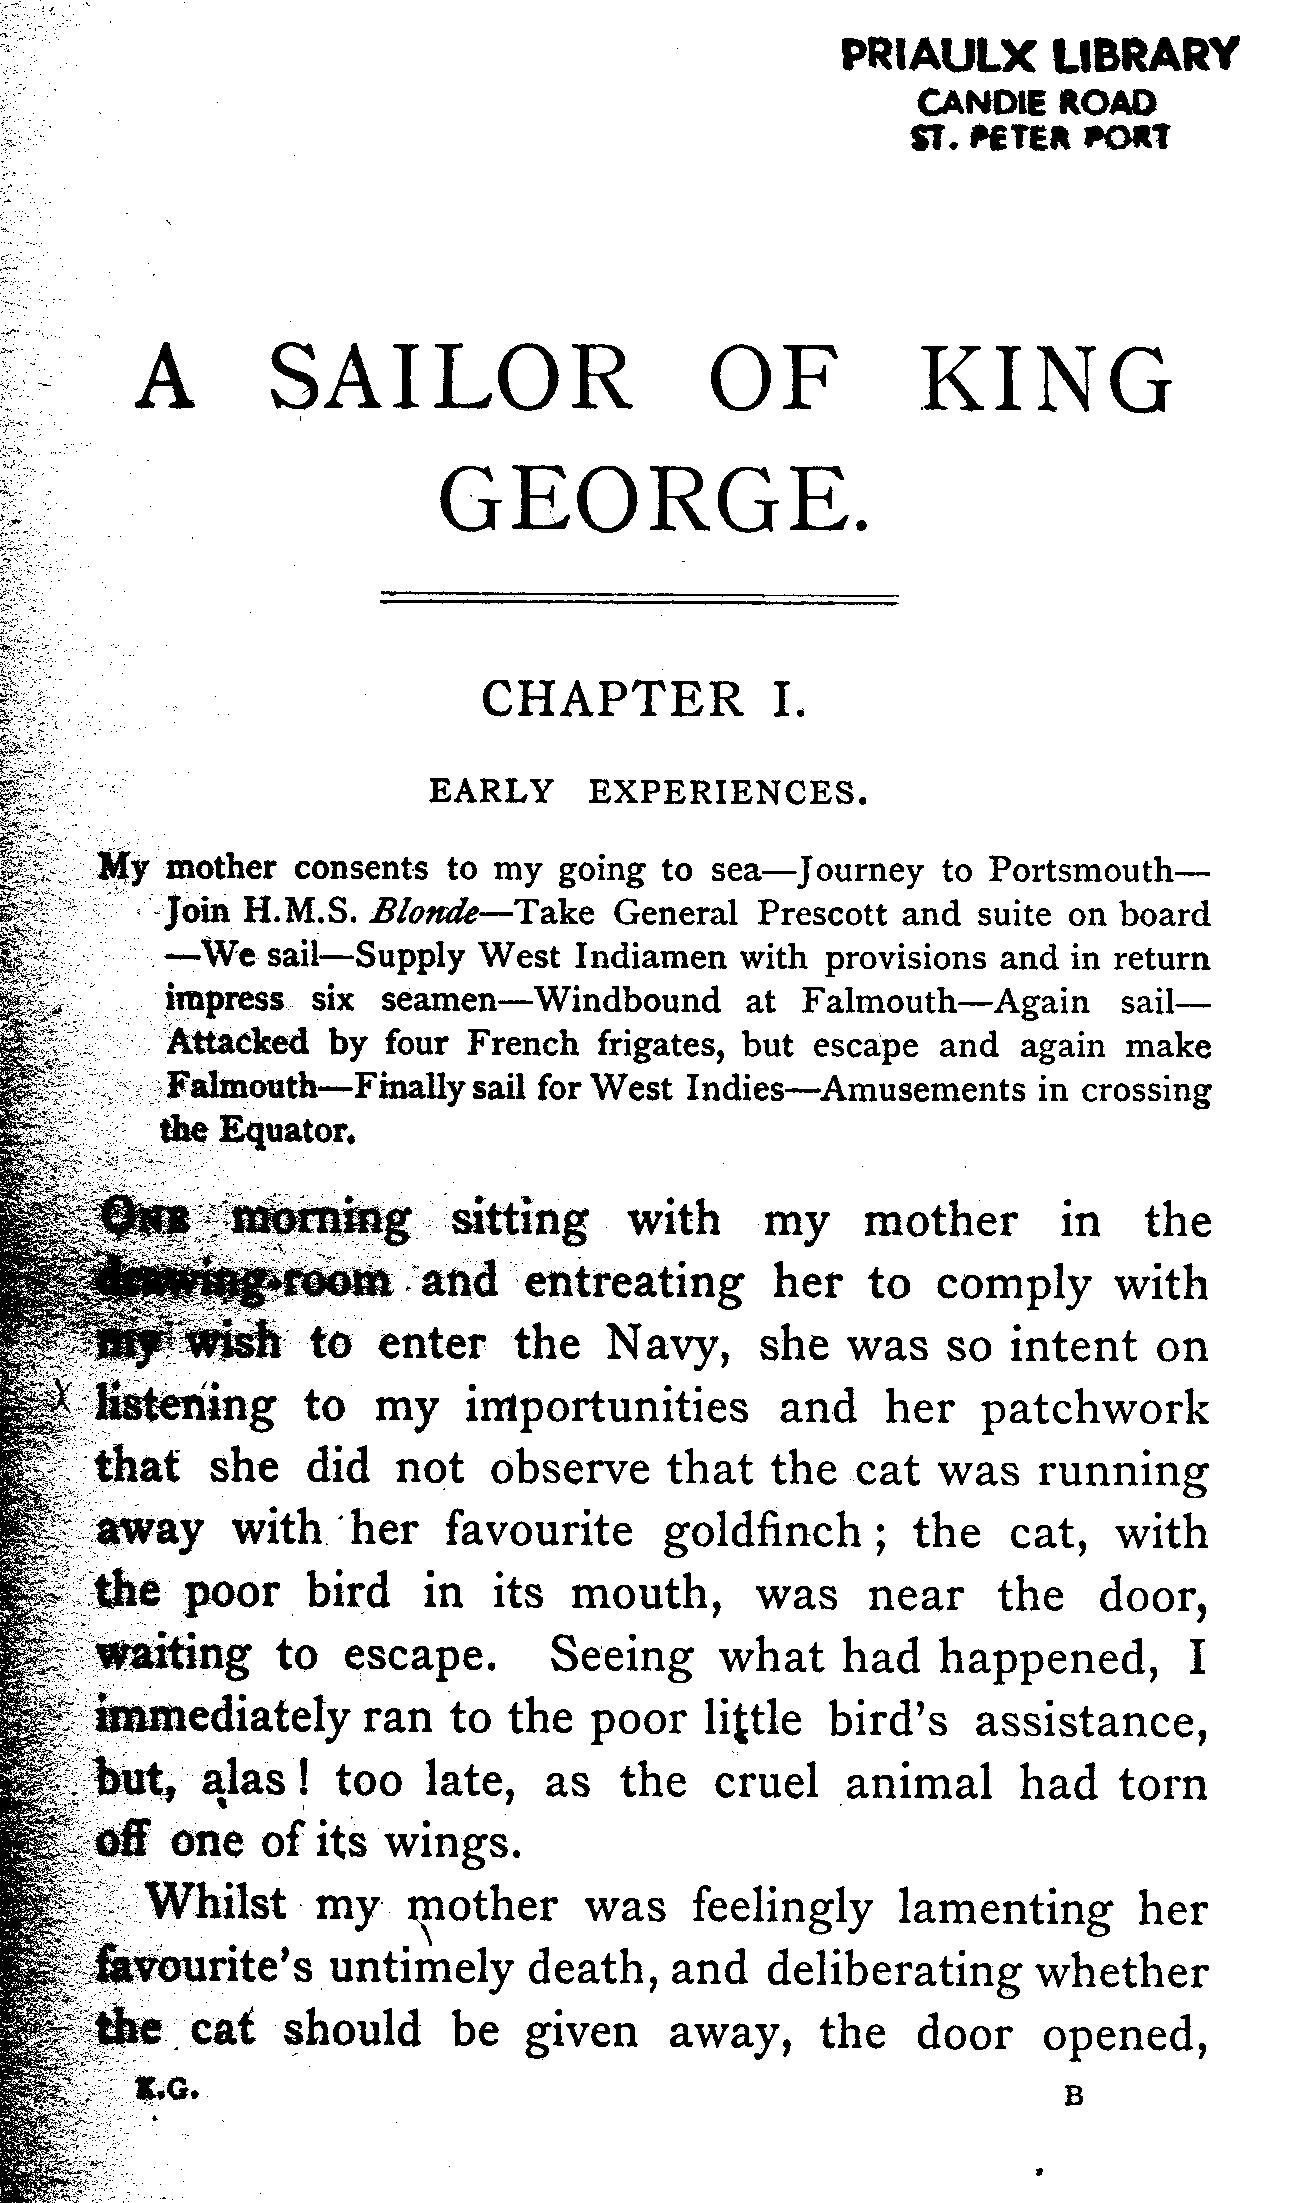 PRIAULX LIBRARY
CANDIE ROAD
ST. PETER PORT
A SAILOR OF KING
GEORGE.
CHAPTER I.
EARLY EXPERIENCES.
My mother consents to my going to sea—Journey to Portsmouth—
Join H.M.S. Blonde—Take General Prescott and suite on board
—We sail—Supply West Indiamen with provisions and in return
impress six seamen—Windbound at Falmouth—Again sail—
Attacked by four French frigates, but escape and again make
Falmouth—Finally sail for West Indies—Amusements in crossing
the Equator.
ONE morning sitting with my mother in the
drawing-room and entreating her to comply with
my wish to enter the Navy, she was so intent on
listening to my importunities and her patchwork
that she did not observe that the cat was running
away with her favourite goldfinch; the cat, with
the poor bird in its mouth, was near the door,
waiting to escape. Seeing what had happened, I
immediately ran to the poor little bird's assistance,
but, alas! too late, as the cruel animal had torn
off one of its wings.
Whilst my mother was feelingly lamenting her
favourite's untimely death, and deliberating whether
the cat should be given away, the door opened,
K.G.
B